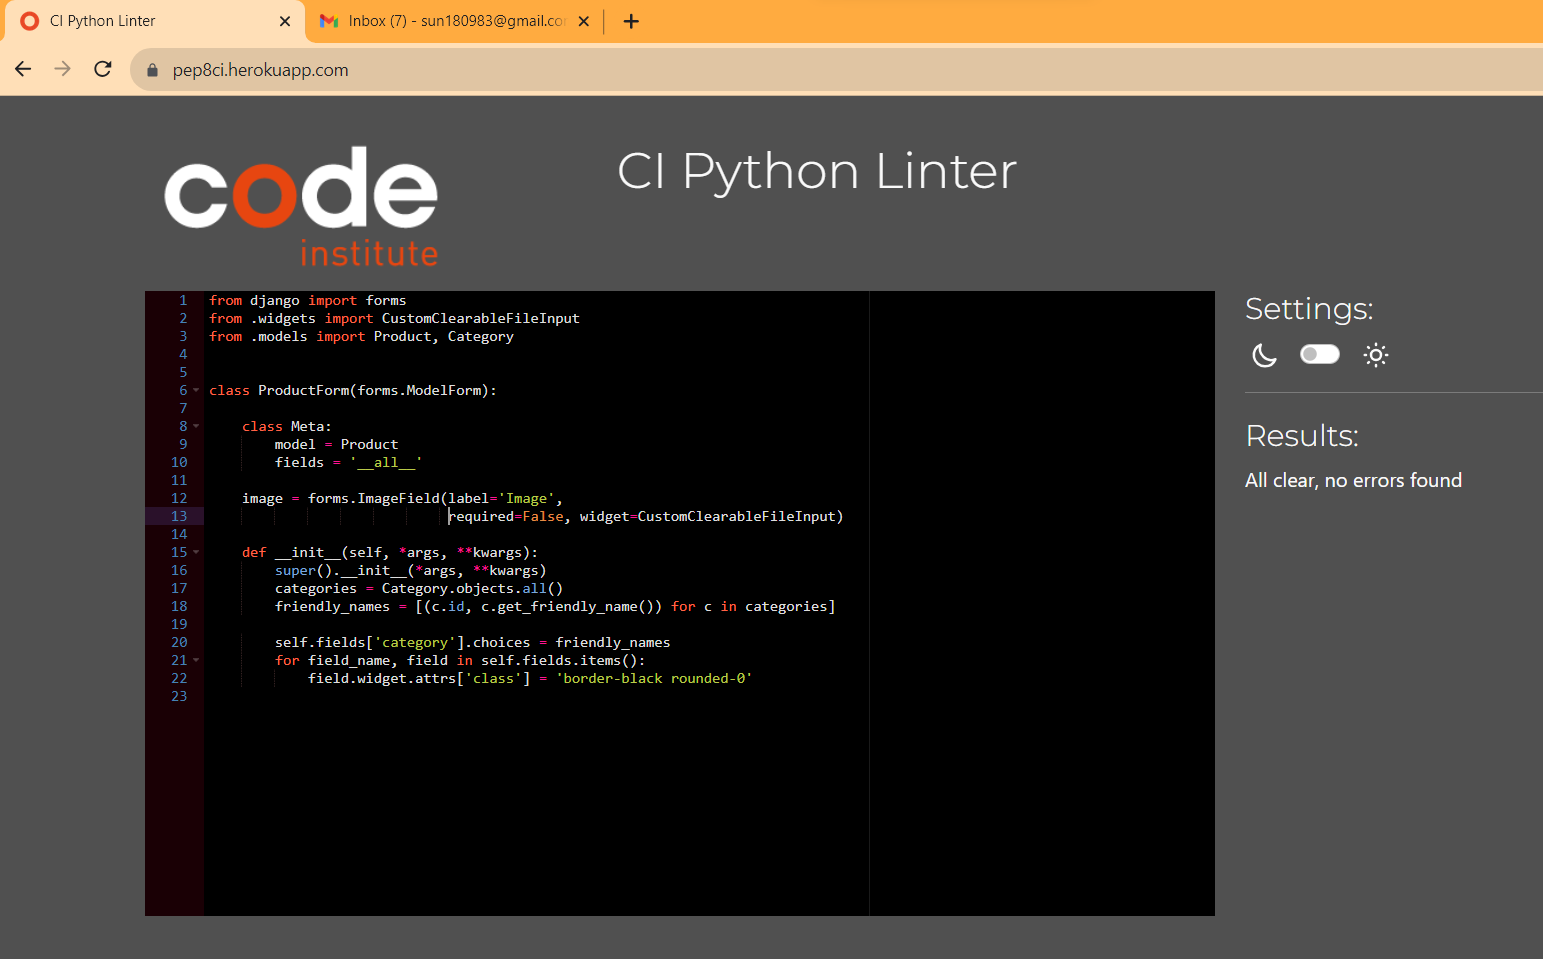 CI Python Linter
Inbox (7) - sun180983@gmail.co
pep8ci.herokuapp.com
code
institute
CI Python Linter
1 from django import forms
2 from .widgets import CustomClearableFileInput
3 from .models import Product, Category
4
5
6 class ProductForm(forms.ModelForm):
7
8     class Meta:
9         model = Product
10         fields = '__all__'
11
12     image = forms.ImageField(label='Image',
13                              required=False, widget=CustomClearableFileInput)
14
15     def __init__(self, *args, **kwargs):
16         super().__init__(*args, **kwargs)
17         categories = Category.objects.all()
18         friendly_names = [(c.id, c.get_friendly_name()) for c in categories]
19
20         self.fields['category'].choices = friendly_names
21         for field_name, field in self.fields.items():
22             field.widget.attrs['class'] = 'border-black rounded-0'
23
Settings:
Results:
All clear, no errors found